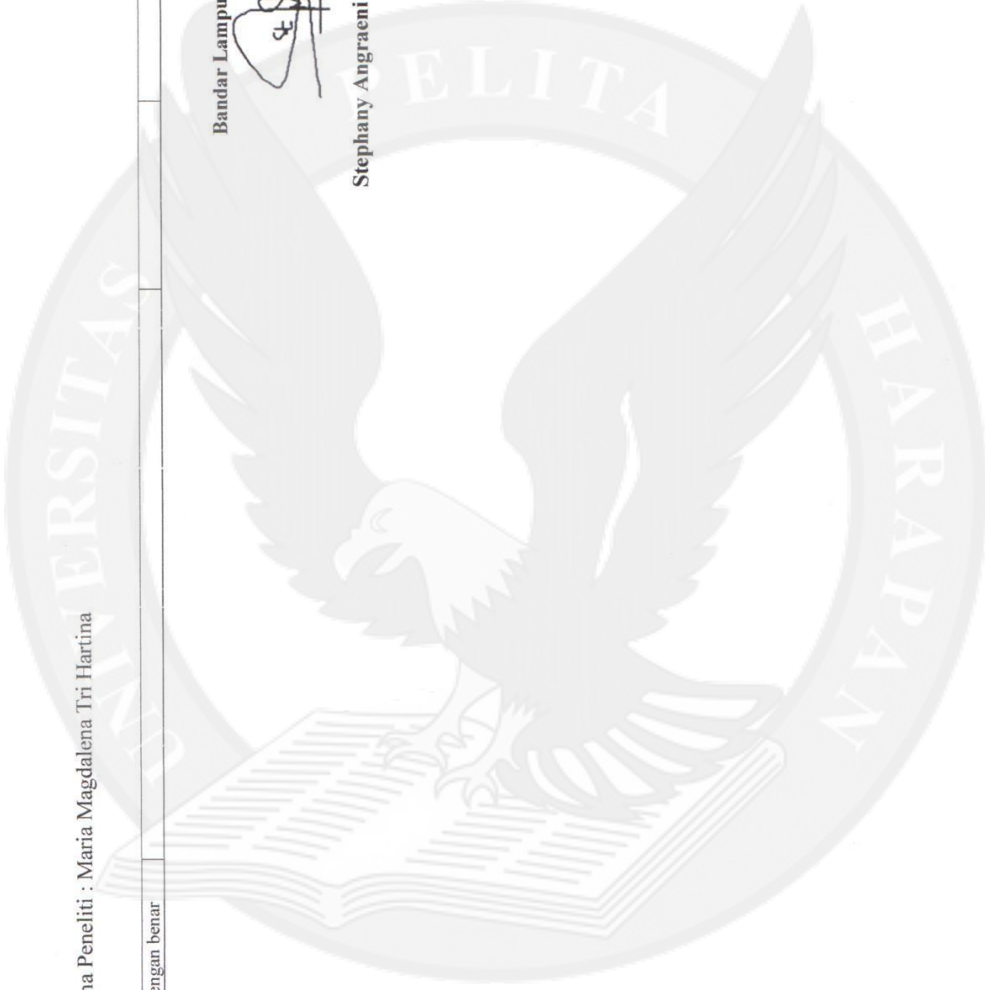 na Peneliti : Maria Magdalena Tri Hartina
engan benar
Bandar Lampu
Stephany Angraeni
UNIVERSITAS PELITA HARAPAN